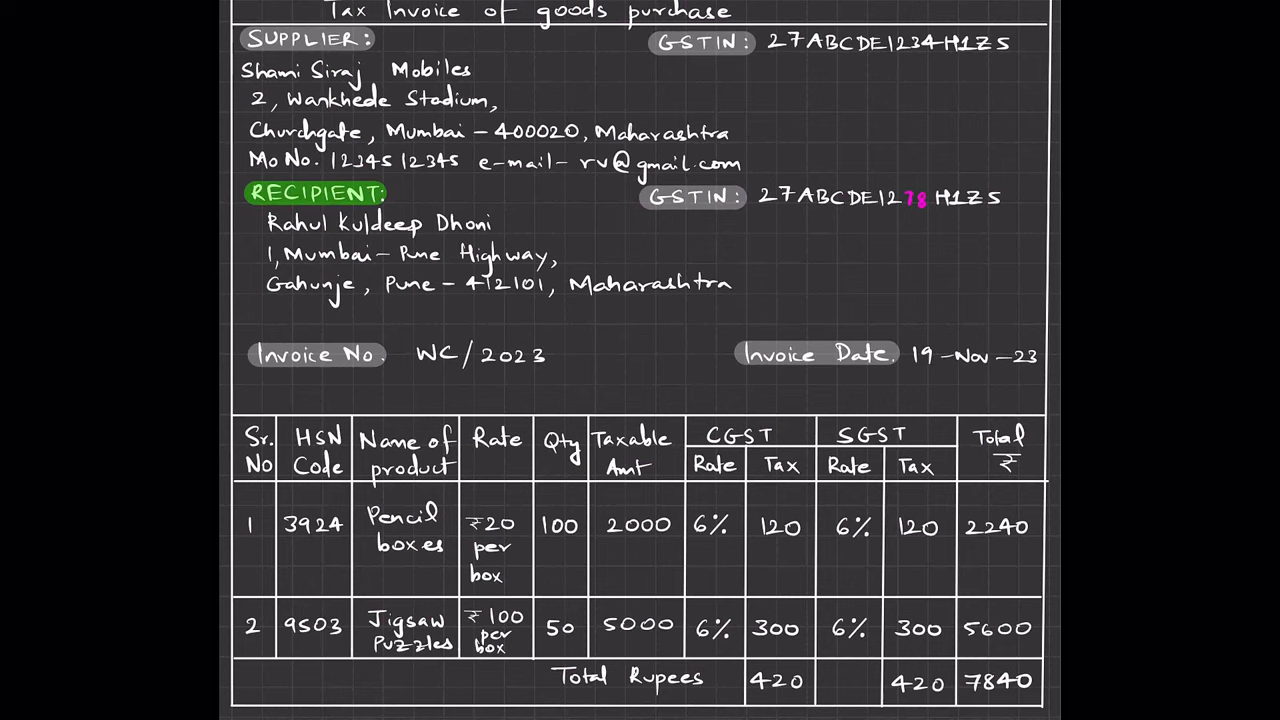 Tax Invoice of goods purchase
SUPPLIER: GSTIN: 27ABCDE1234H1Z5
Shami Siraj Mobiles
2, Wankhede Stadium,
Churchgate, Mumbai - 400020, Maharashtra
Mo No. 12345 12345 e-mail- rv@gmail.com
RECIPIENT: GSTIN: 27ABCDE1278H1Z5
Rahul Kuldeep Dhoni
1, Mumbai - Pune Highway,
Gahunje, Pune - 412101, Maharashtra
Invoice No. WC/2023 Invoice Date. 19-Nov-23
Sr. No HSN Code Name of product Rate Qty Taxable Amt CGST Rate Tax SGST Rate Tax Total ₹
1 3924 Pencil boxes ₹20 per box 100 2000 6% 120 6% 120 2240
2 9503 Jigsaw Puzzles ₹100 per box 50 5000 6% 300 6% 300 5600
Total Rupees 420 420 7840